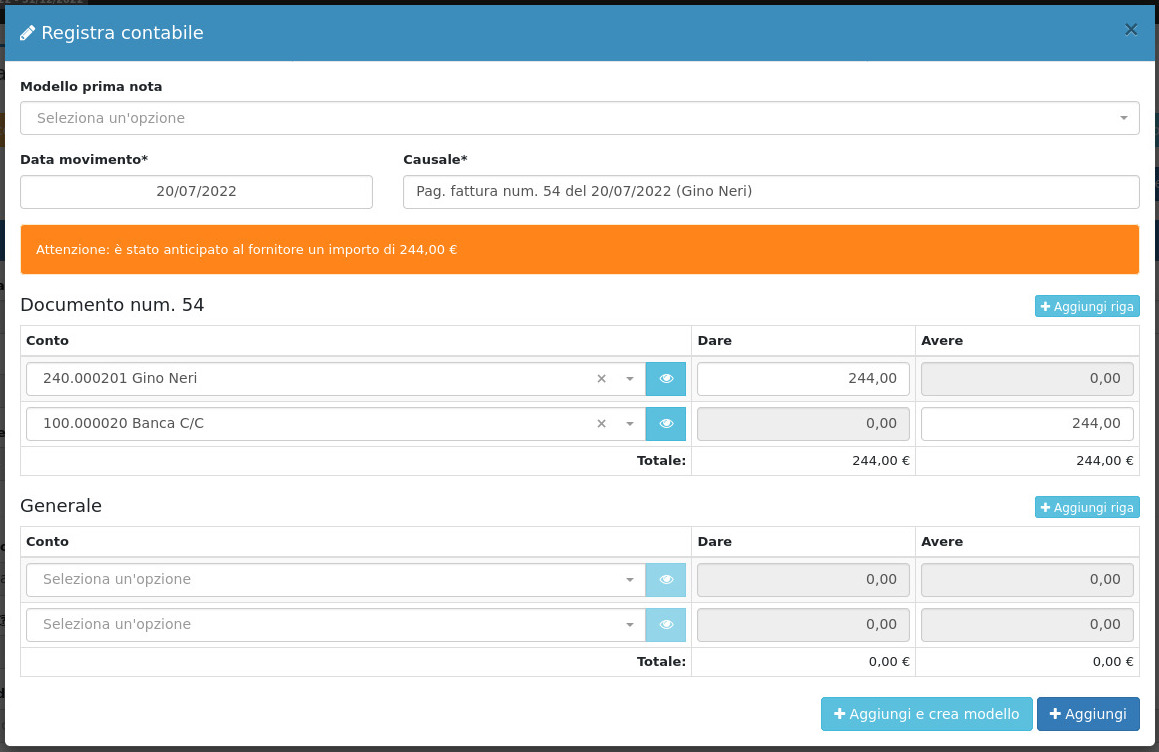 Registra contabile
×
Modello prima nota
Seleziona un'opzione
Data movimento* Causale*
20/07/2022 Pag. fattura num. 54 del 20/07/2022 (Gino Neri)
Attenzione: è stato anticipato al fornitore un importo di 244,00 €
Documento num. 54 + Aggiungi riga
Conto Dare Avere
240.000201 Gino Neri × 244,00 0,00
100.000020 Banca C/C × 0,00 244,00
Totale: 244,00 € 244,00 €
Generale + Aggiungi riga
Conto Dare Avere
Seleziona un'opzione 0,00 0,00
Seleziona un'opzione 0,00 0,00
Totale: 0,00 € 0,00 €
+ Aggiungi e crea modello + Aggiungi